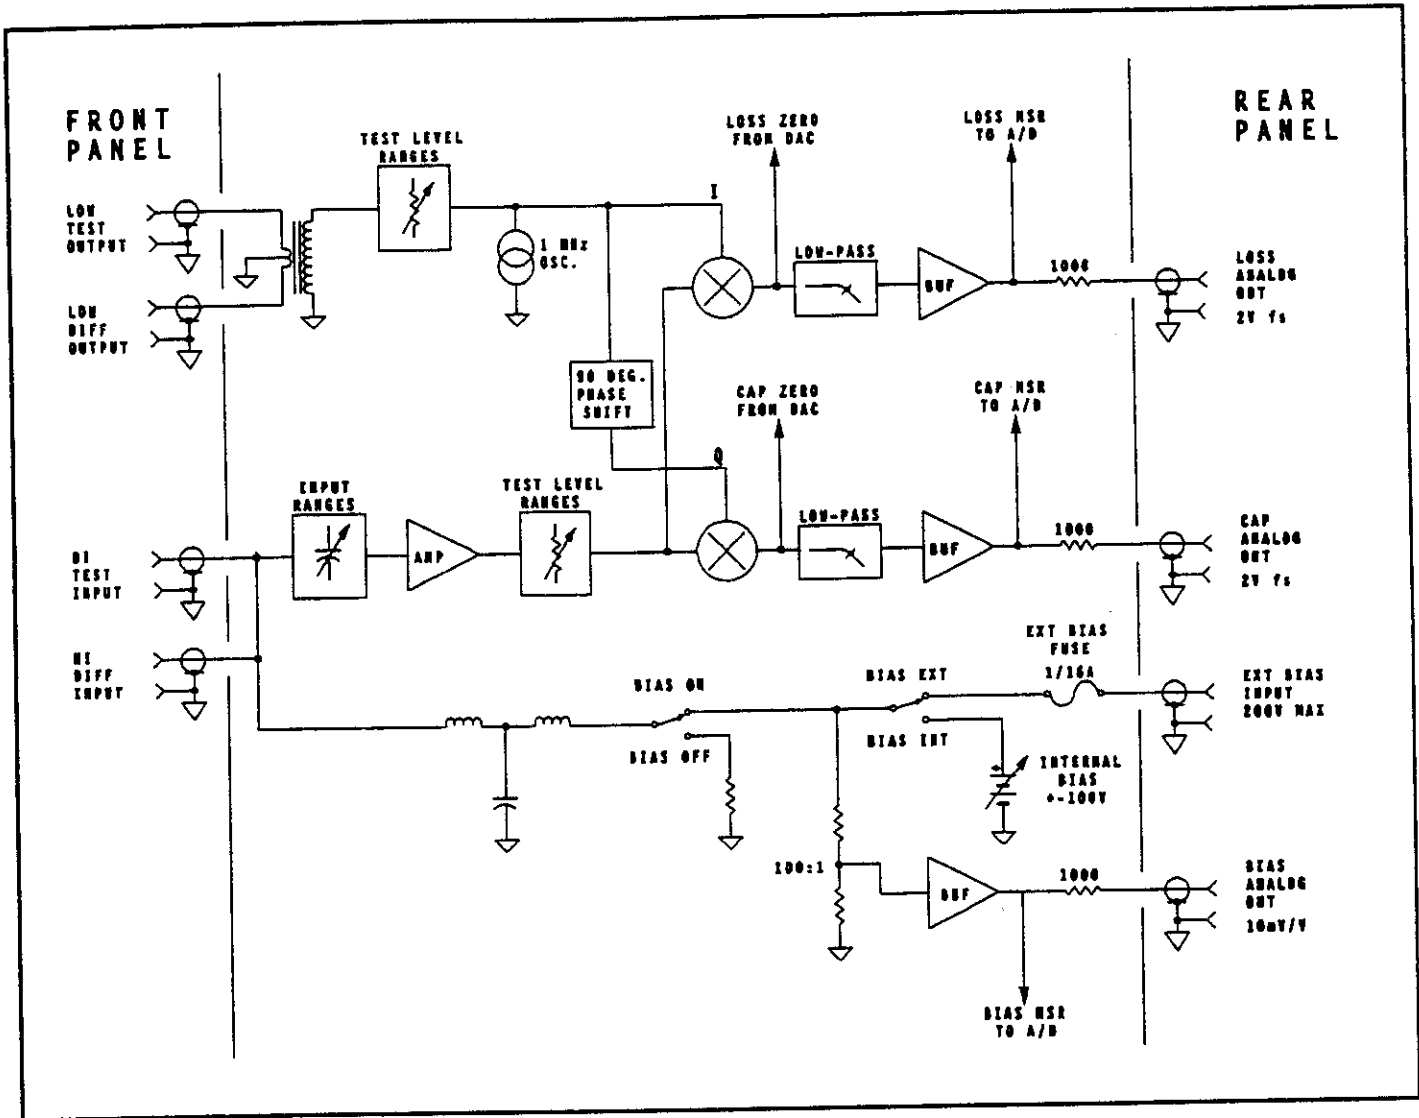 FRONT
PANEL
REAR
PANEL
TEST LEVEL
RANGES
LOSS ZERO
FROM DAC
LOSS MSR
TO A/D
LOW
TEST
OUTPUT
I
1 MHz
OSC.
LOW-PASS
BUF
1000
LOSS
ANALOG
OUT
2V fs
LOW
DIFF
OUTPUT
90 DEG.
PHASE
SHIFT
CAP ZERO
FROM DAC
CAP MSR
TO A/D
Q
INPUT
RANGES
TEST LEVEL
RANGES
LOW-PASS
HI
TEST
INPUT
AMP
BUF
1000
CAP
ANALOG
OUT
2V fs
HI
DIFF
INPUT
EXT BIAS
FUSE
1/16A
BIAS ON
BIAS EXT
EXT BIAS
INPUT
200V MAX
BIAS OFF
BIAS INT
INTERNAL
BIAS
+-100V
100:1
BUF
1000
BIAS
ANALOG
OUT
10mV/V
BIAS MSR
TO A/D